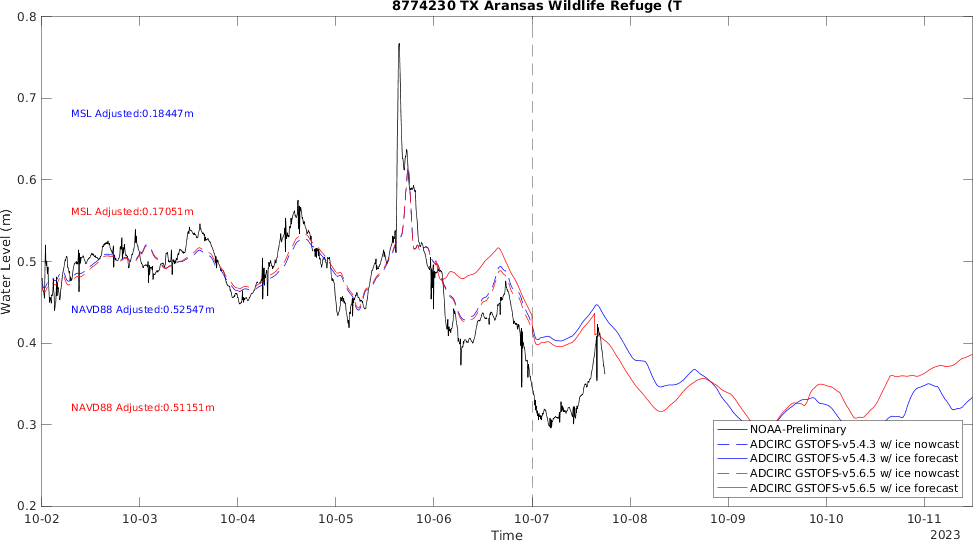 8774230 TX Aransas Wildlife Refuge (T
0.8
0.7
0.6
0.5
0.4
0.3
0.2
Water Level (m)
MSL Adjusted:0.18447m
MSL Adjusted:0.17051m
NAVD88 Adjusted:0.52547m
NAVD88 Adjusted:0.51151m
NOAA-Preliminary
ADCIRC GSTOFS-v5.4.3 w/ ice nowcast
ADCIRC GSTOFS-v5.4.3 w/ ice forecast
ADCIRC GSTOFS-v5.6.5 w/ ice nowcast
ADCIRC GSTOFS-v5.6.5 w/ ice forecast
10-02 10-03 10-04 10-05 10-06 10-07 10-08 10-09 10-10 10-11
Time
2023